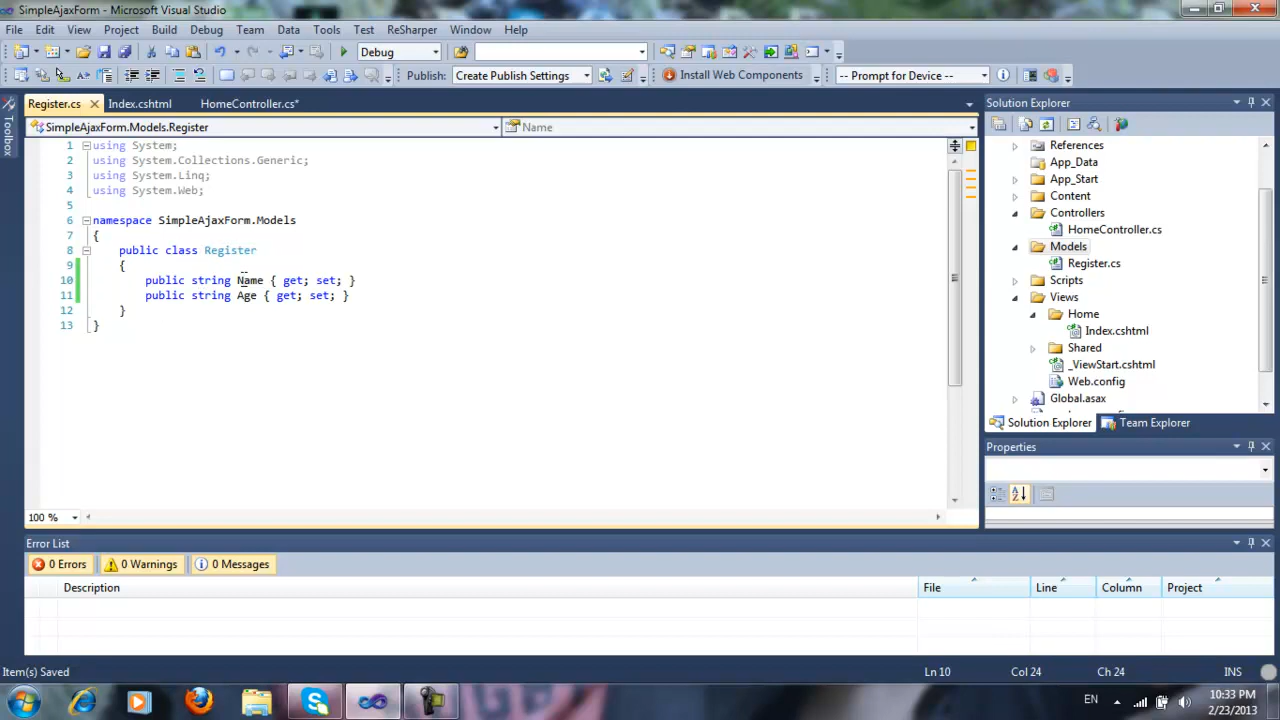 SimpleAjaxForm - Microsoft Visual Studio
File Edit View Project Build Debug Team Data Tools Test ReSharper Window Help
Debug
Publish: Create Publish Settings Install Web Components -- Prompt for Device --
Register.cs Index.cshtml HomeController.cs*
SimpleAjaxForm.Models.Register Name
1 using System;
2 using System.Collections.Generic;
3 using System.Linq;
4 using System.Web;
5
6 namespace SimpleAjaxForm.Models
7 {
8 public class Register
9 {
10 public string Name { get; set; }
11 public string Age { get; set; }
12 }
13 }
100 %
Toolbox
Solution Explorer
References
App_Data
App_Start
Content
Controllers
HomeController.cs
Models
Register.cs
Scripts
Views
Home
Index.cshtml
Shared
_ViewStart.cshtml
Web.config
Global.asax
Solution Explorer Team Explorer
Properties
Error List
0 Errors 0 Warnings 0 Messages
Description File Line Column Project
Item(s) Saved Ln 10 Col 24 Ch 24 INS
EN 10:33 PM
2/23/2013